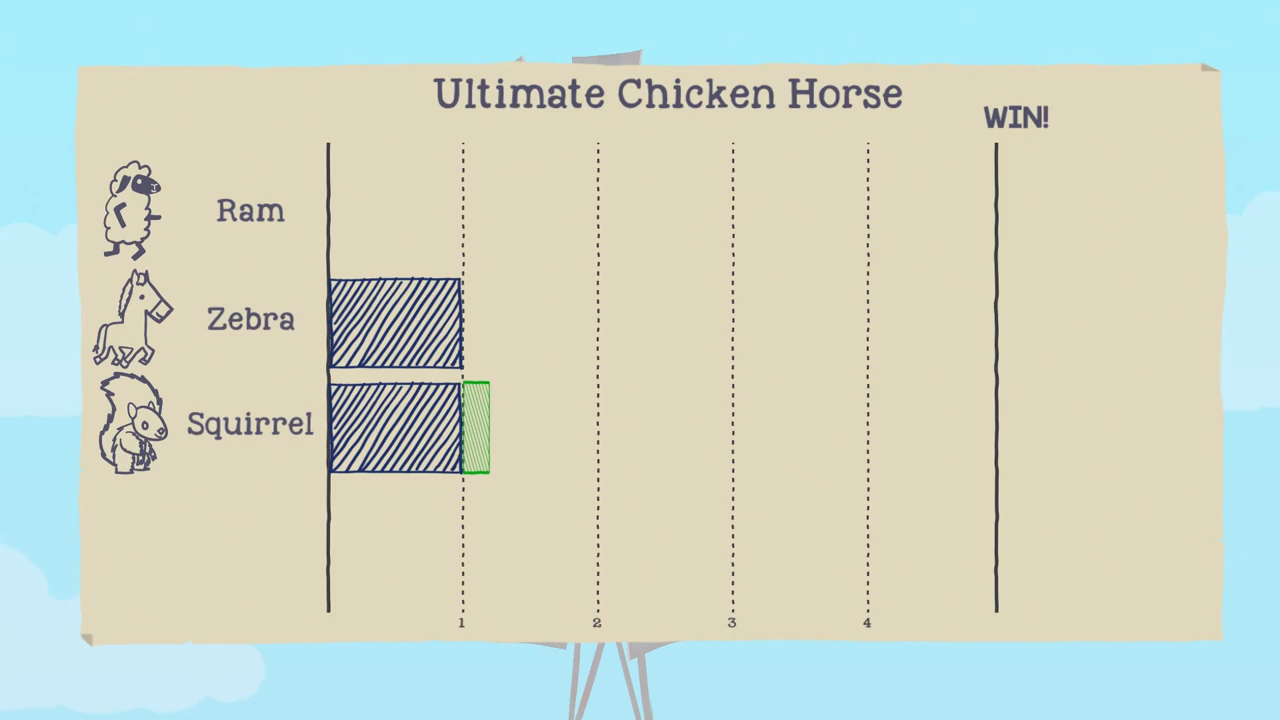 Ultimate Chicken Horse
WIN!
Ram
Zebra
Squirrel
1 2 3 4